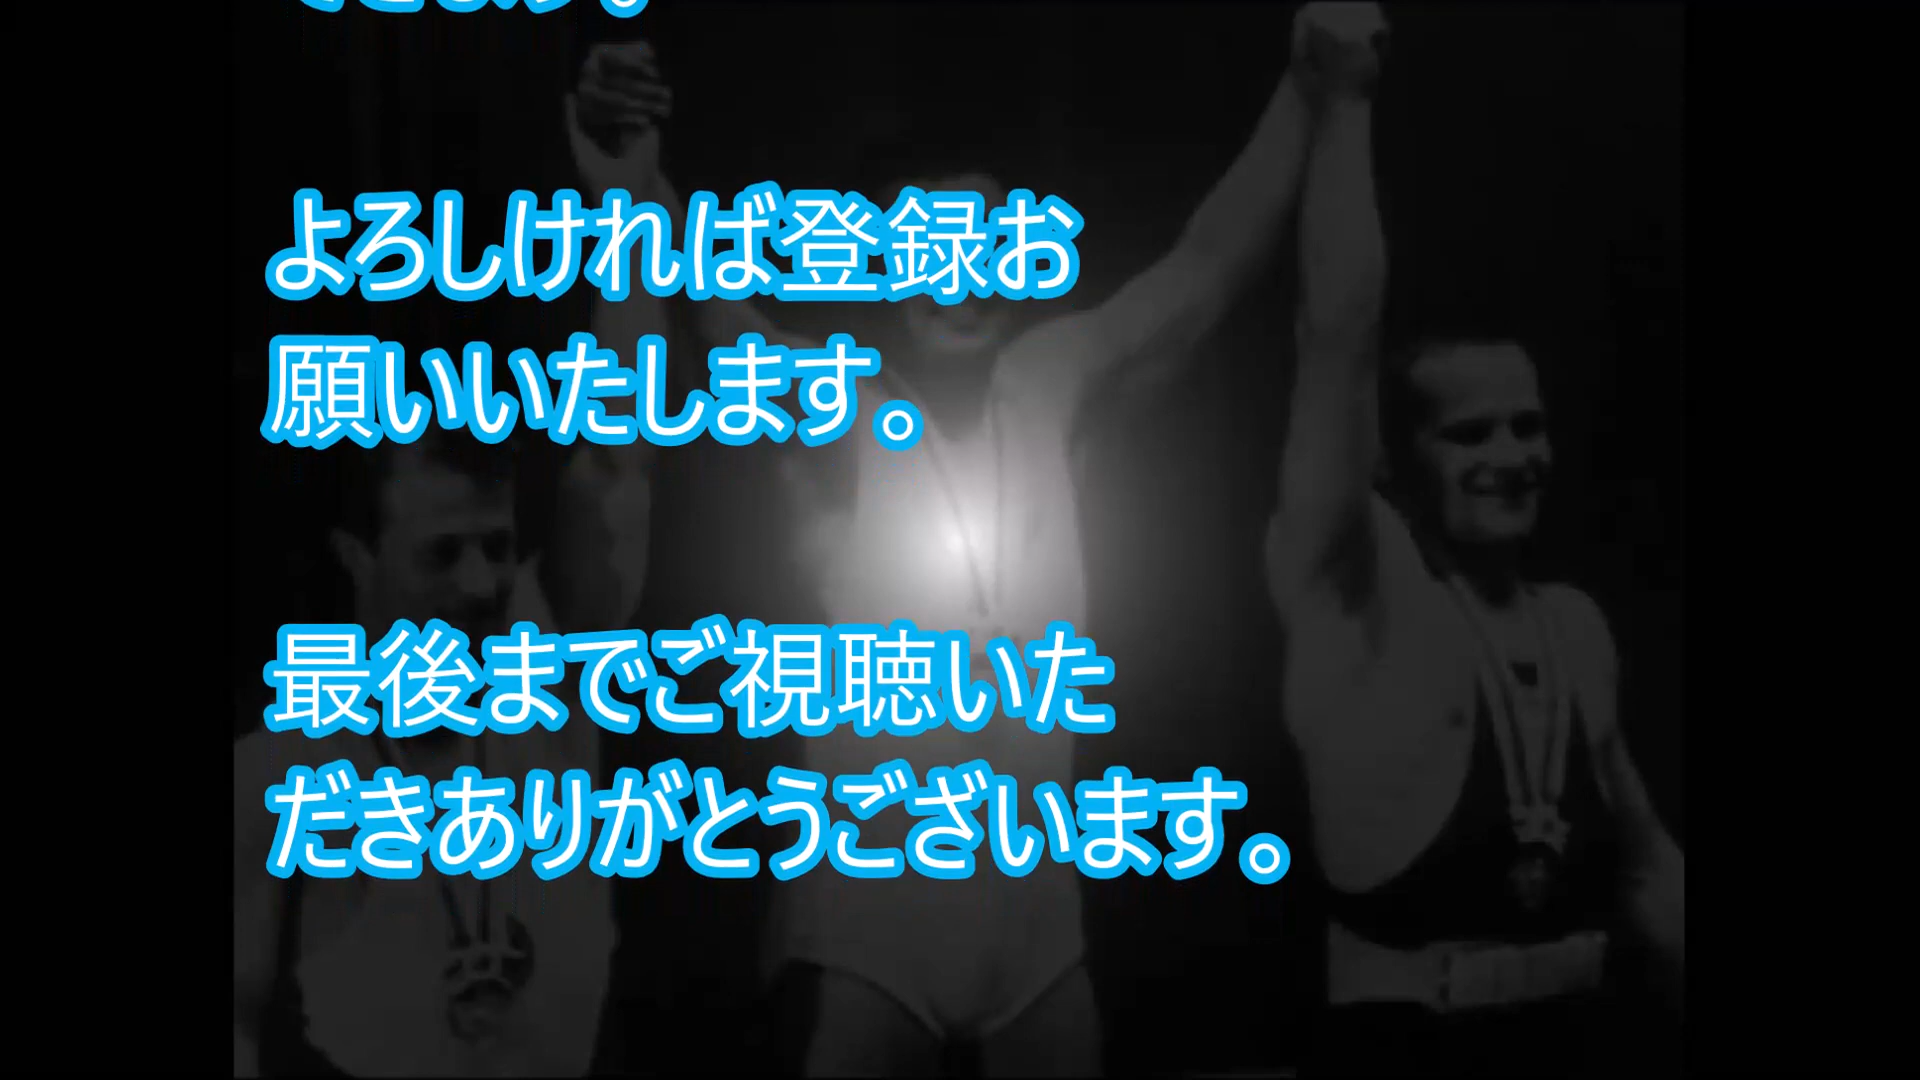 よろしければ登録お
願いいたします。
最後までご視聴いた
だきありがとうございます。